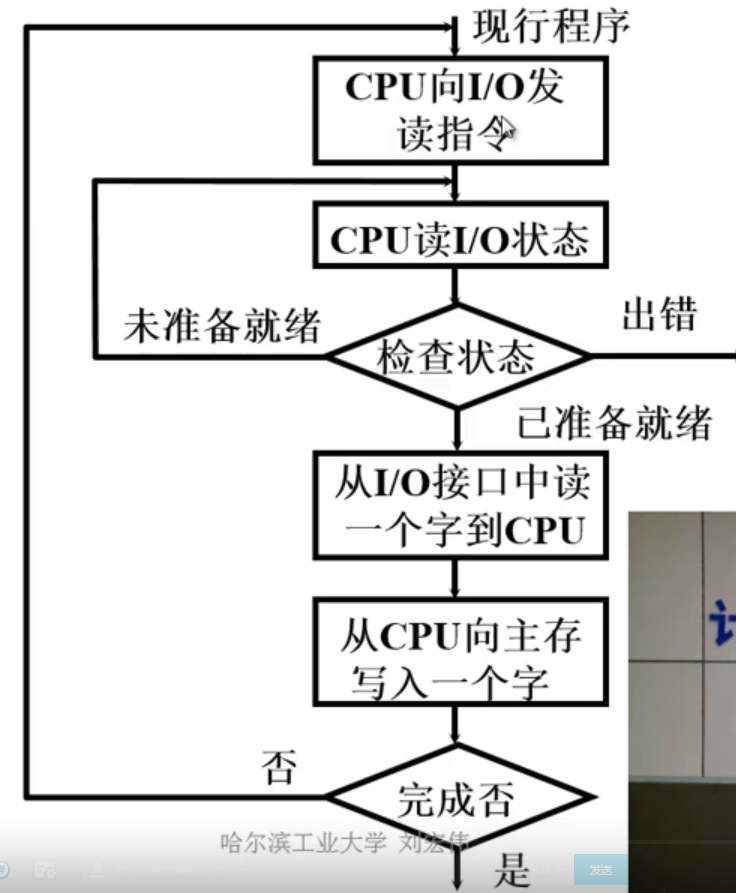 现行程序
CPU向I/O发
读指令
CPU读I/O状态
未准备就绪
检查状态
出错
已准备就绪
从I/O接口中读
一个字到CPU
从CPU向主存
写入一个字
否
完成否
哈尔滨工业大学 刘宏伟
是
发送